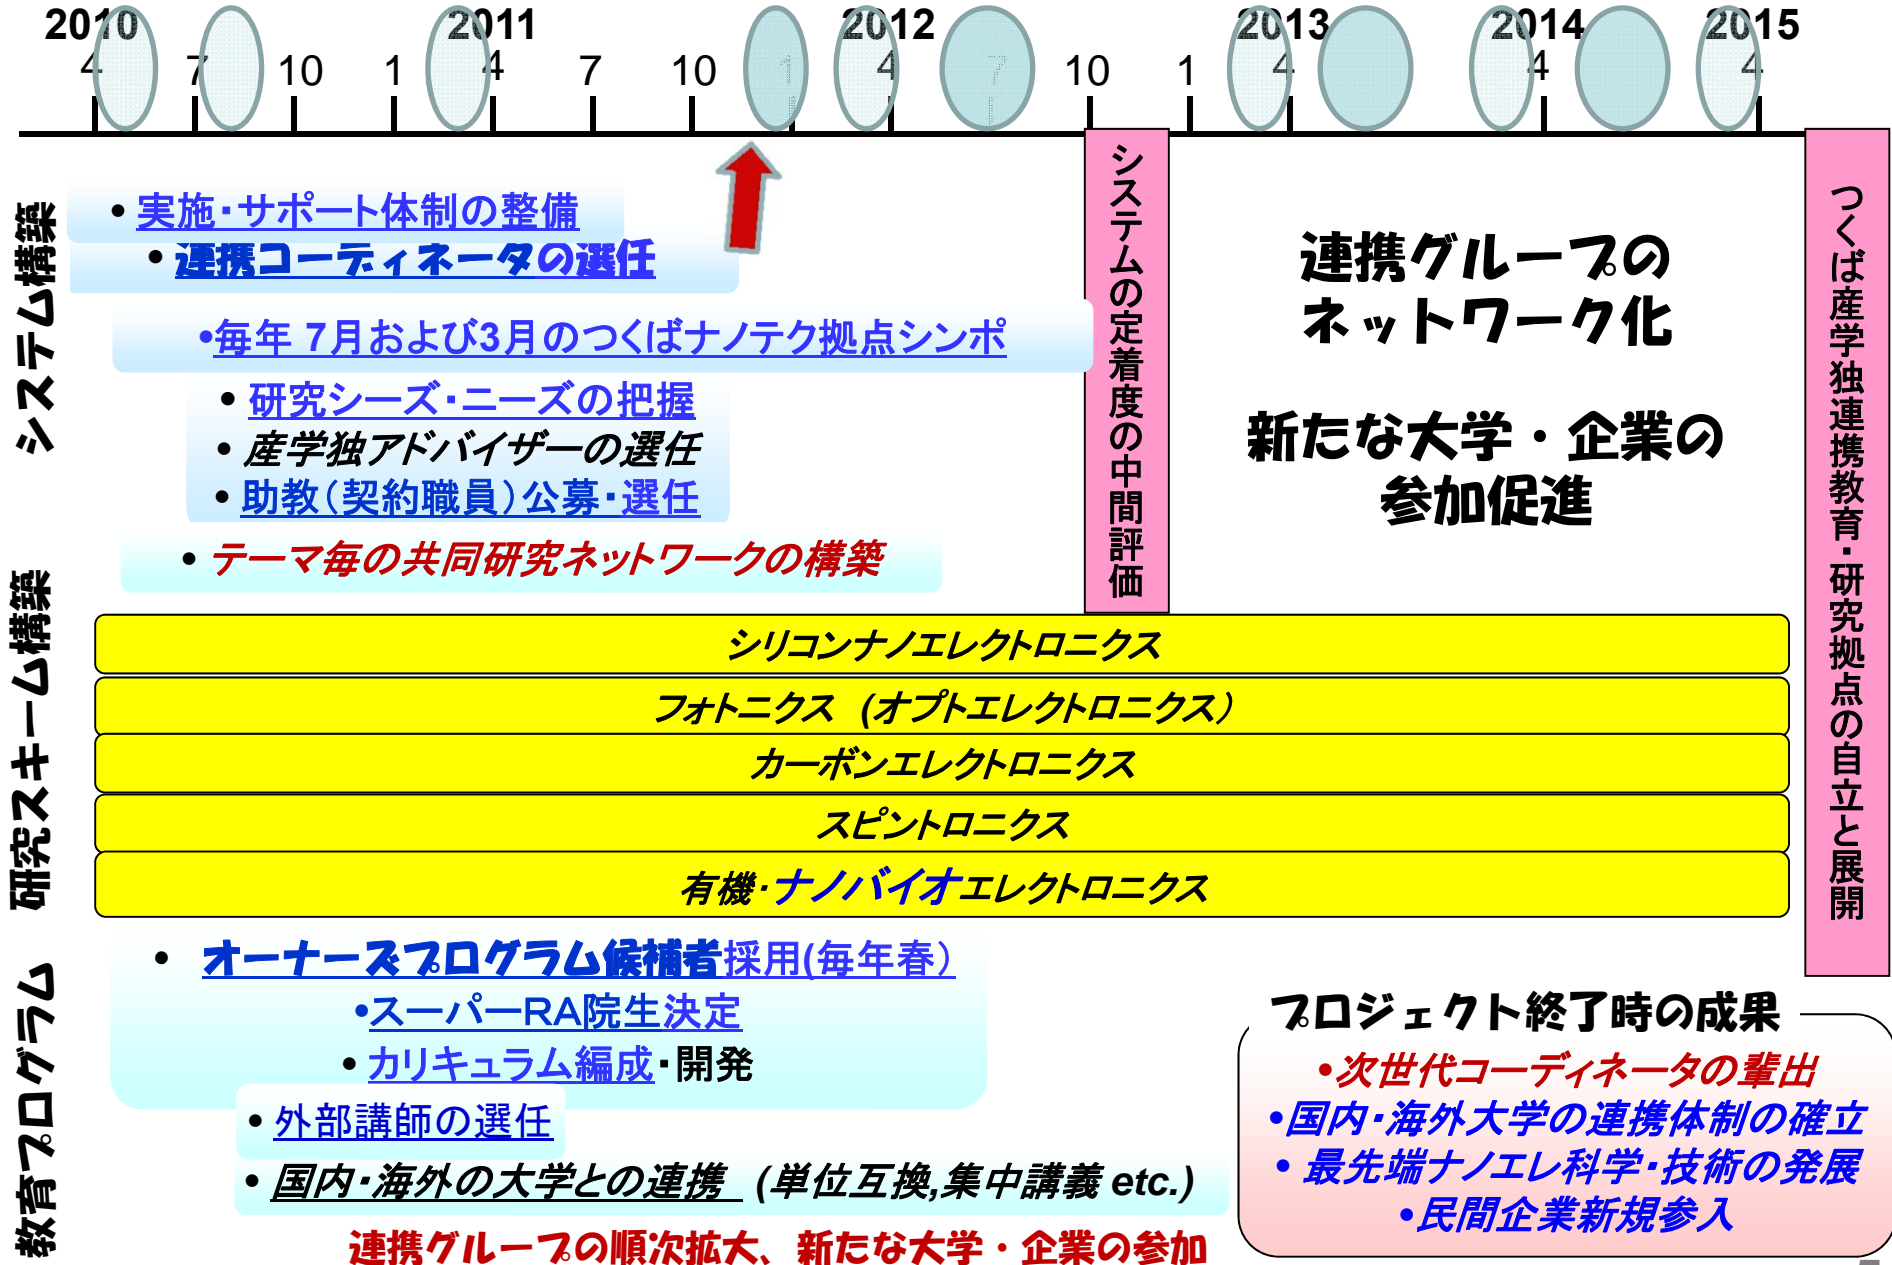 2010 2011 2012 2013 2014 2015
4 7 10 1 4 7 10 1 4 7 10 1 4 4 4
システム構築
• 実施・サポート体制の整備
• 連携コーディネータの選任
•毎年 7月および3月のつくばナノテク拠点シンポ
• 研究シーズ・ニーズの把握
• 産学独アドバイザーの選任
• 助教（契約職員）公募・選任
• テーマ毎の共同研究ネットワークの構築
システムの定着度の中間評価
連携グループの
ネットワーク化
新たな大学・企業の
参加促進
つくば産学独連携教育・研究拠点の自立と展開
研究スキーム構築
シリコンナノエレクトロニクス
フォトニクス (オプトエレクトロニクス）
カーボンエレクトロニクス
スピントロニクス
有機・ナノバイオエレクトロニクス
教育プログラム
• オーナーズプログラム候補者採用(毎年春）
•スーパーRA院生決定
• カリキュラム編成・開発
• 外部講師の選任
• 国内・海外の大学との連携 (単位互換,集中講義 etc.)
連携グループの順次拡大、新たな大学・企業の参加
プロジェクト終了時の成果
•次世代コーディネータの輩出
•国内・海外大学の連携体制の確立
• 最先端ナノエレ科学・技術の発展
•民間企業新規参入